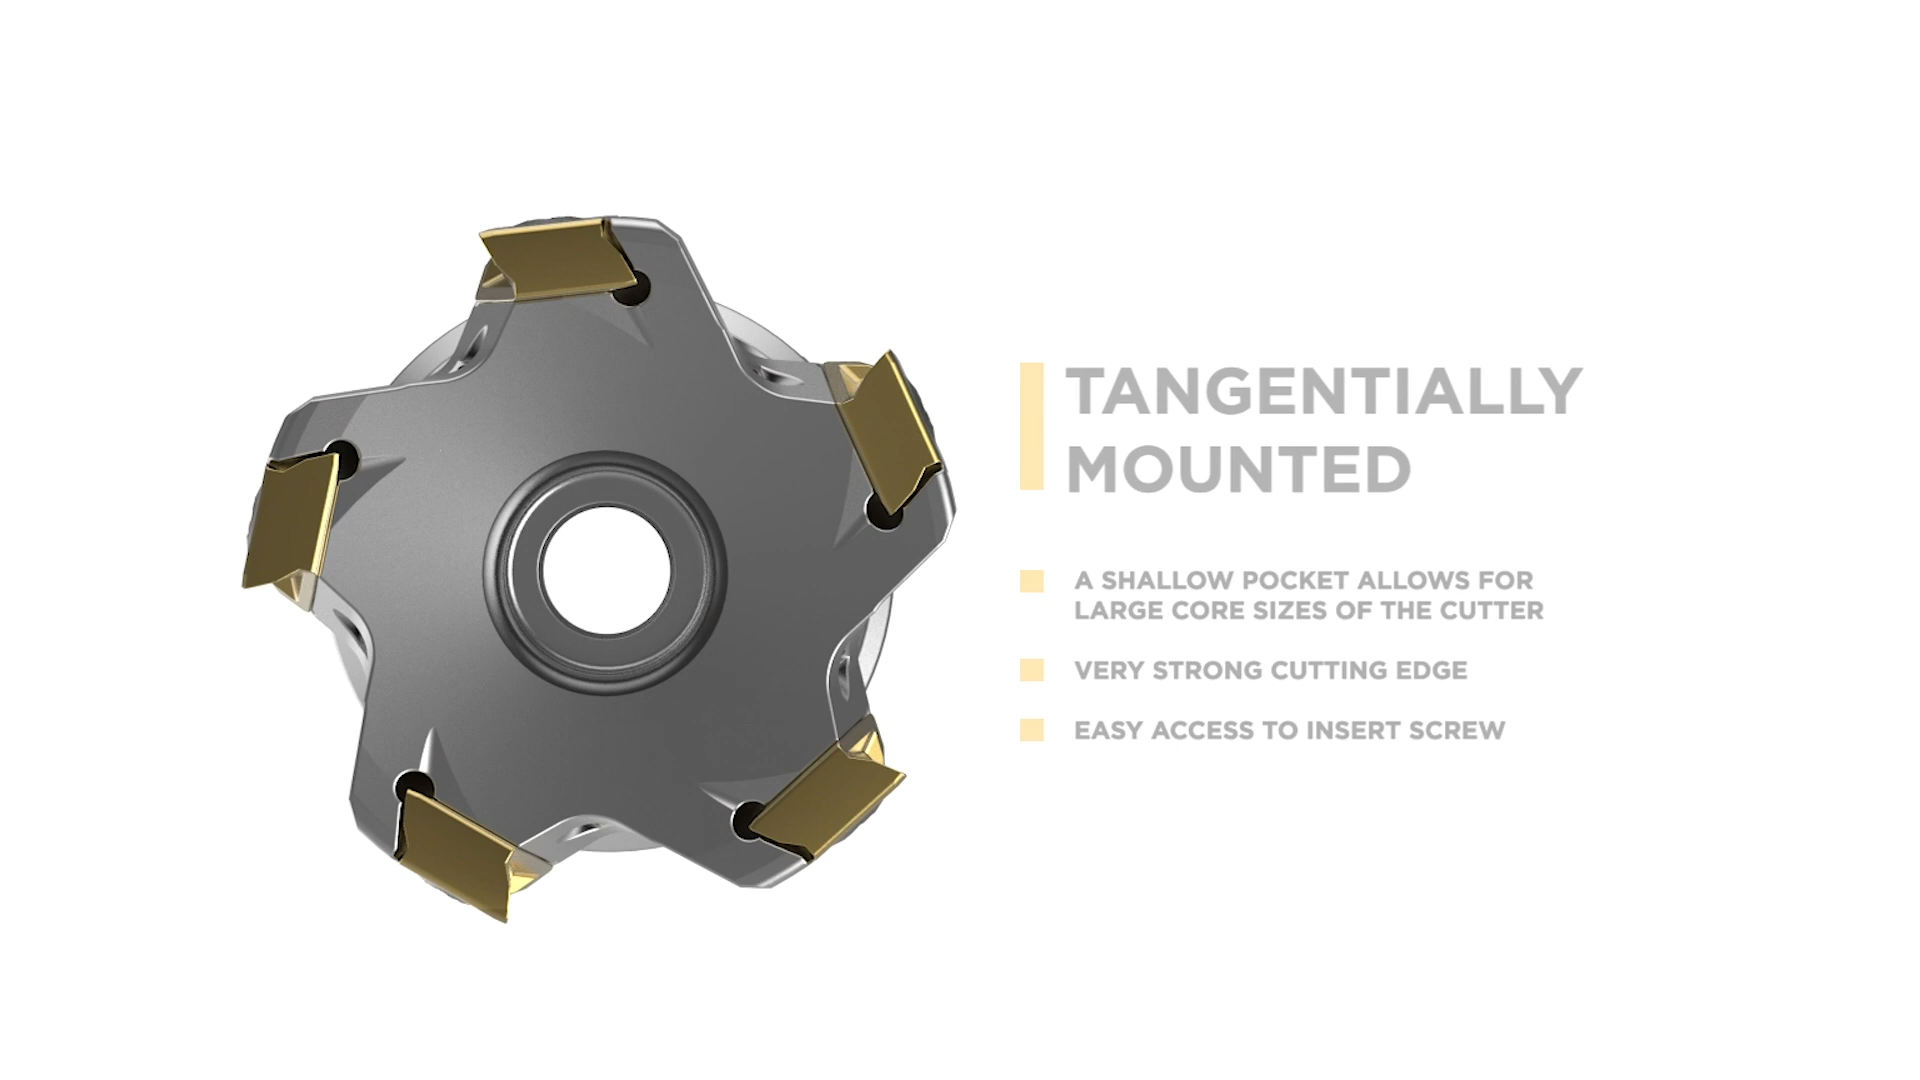 TANGENTIALLY
MOUNTED
A SHALLOW POCKET ALLOWS FOR
LARGE CORE SIZES OF THE CUTTER
VERY STRONG CUTTING EDGE
EASY ACCESS TO INSERT SCREW